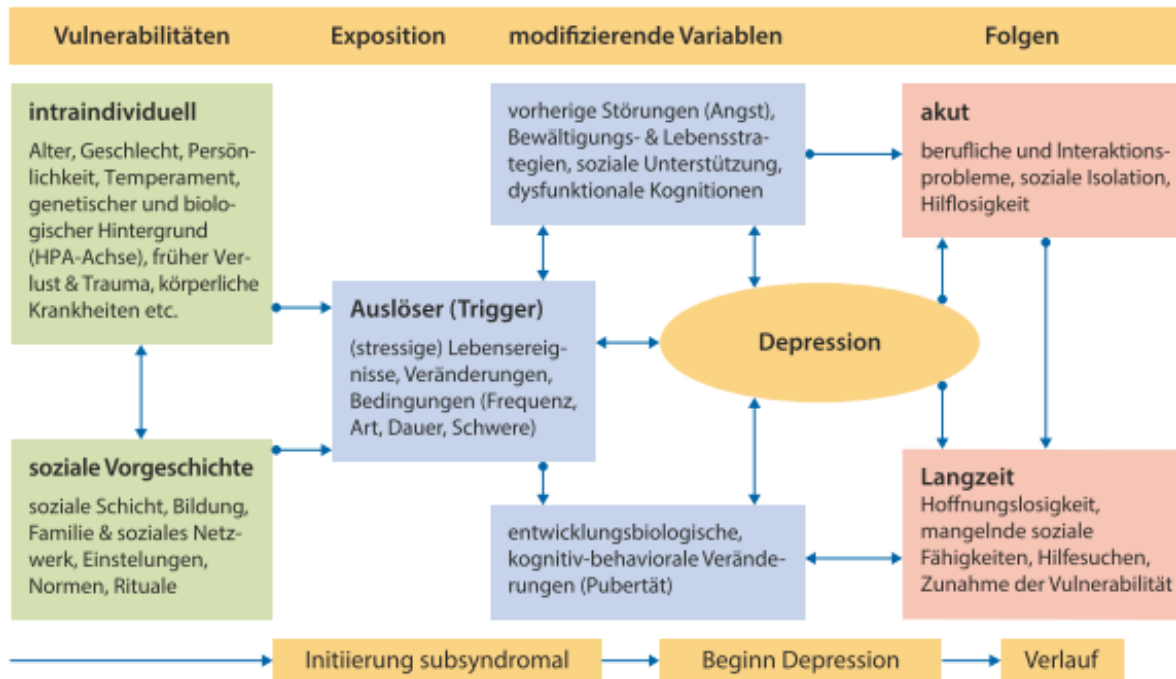 Vulnerabilitäten
Exposition
modifizierende Variablen
Folgen
intraindividuell
Alter, Geschlecht, Persön-
lichkeit, Temperament,
genetischer und biolo-
gischer Hintergrund
(HPA-Achse), früher Ver-
lust & Trauma, körperliche
Krankheiten etc.
soziale Vorgeschichte
soziale Schicht, Bildung,
Familie & soziales Netz-
werk, Einstelungen,
Normen, Rituale
Auslöser (Trigger)
(stressige) Lebensereig-
nisse, Veränderungen,
Bedingungen (Frequenz,
Art, Dauer, Schwere)
vorherige Störungen (Angst),
Bewältigungs- & Lebensstra-
tegien, soziale Unterstützung,
dysfunktionale Kognitionen
Depression
entwicklungsbiologische,
kognitiv-behaviorale Verände-
rungen (Pubertät)
akut
berufliche und Interaktions-
probleme, soziale Isolation,
Hilflosigkeit
Langzeit
Hoffnungslosigkeit,
mangelnde soziale
Fähigkeiten, Hilfesuchen,
Zunahme der Vulnerabilität
Initiierung subsyndromal
Beginn Depression
Verlauf